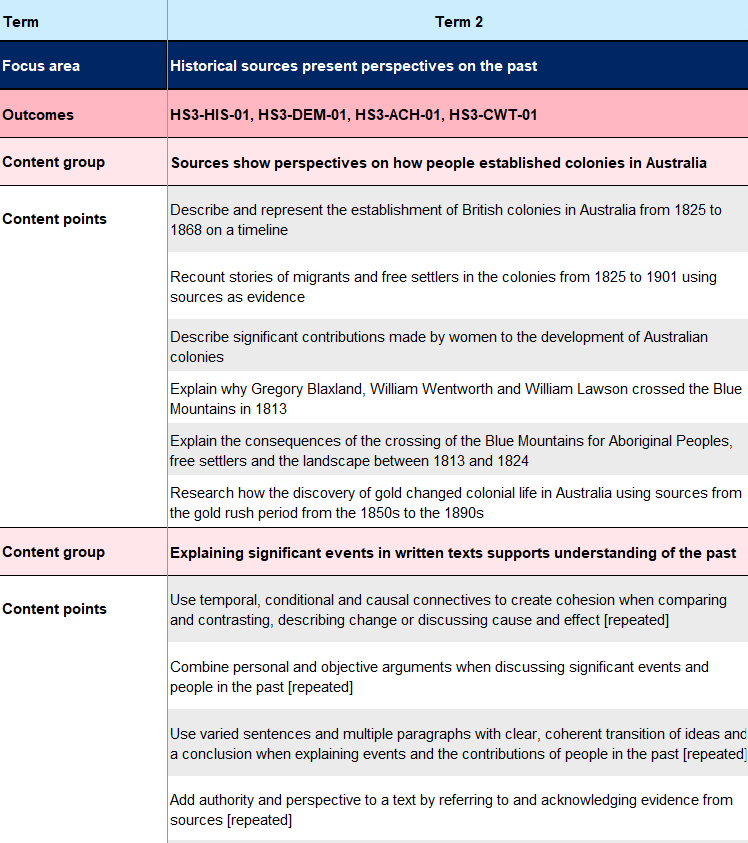 Term
Term 2
Focus area
Historical sources present perspectives on the past
Outcomes
HS3-HIS-01, HS3-DEM-01, HS3-ACH-01, HS3-CWT-01
Content group
Sources show perspectives on how people established colonies in Australia
Content points
Describe and represent the establishment of British colonies in Australia from 1825 to
1868 on a timeline
Recount stories of migrants and free settlers in the colonies from 1825 to 1901 using
sources as evidence
Describe significant contributions made by women to the development of Australian
colonies
Explain why Gregory Blaxland, William Wentworth and William Lawson crossed the Blue
Mountains in 1813
Explain the consequences of the crossing of the Blue Mountains for Aboriginal Peoples,
free settlers and the landscape between 1813 and 1824
Research how the discovery of gold changed colonial life in Australia using sources from
the gold rush period from the 1850s to the 1890s
Content group
Explaining significant events in written texts supports understanding of the past
Content points
Use temporal, conditional and causal connectives to create cohesion when comparing
and contrasting, describing change or discussing cause and effect [repeated]
Combine personal and objective arguments when discussing significant events and
people in the past [repeated]
Use varied sentences and multiple paragraphs with clear, coherent transition of ideas and
a conclusion when explaining events and the contributions of people in the past [repeated]
Add authority and perspective to a text by referring to and acknowledging evidence from
sources [repeated]